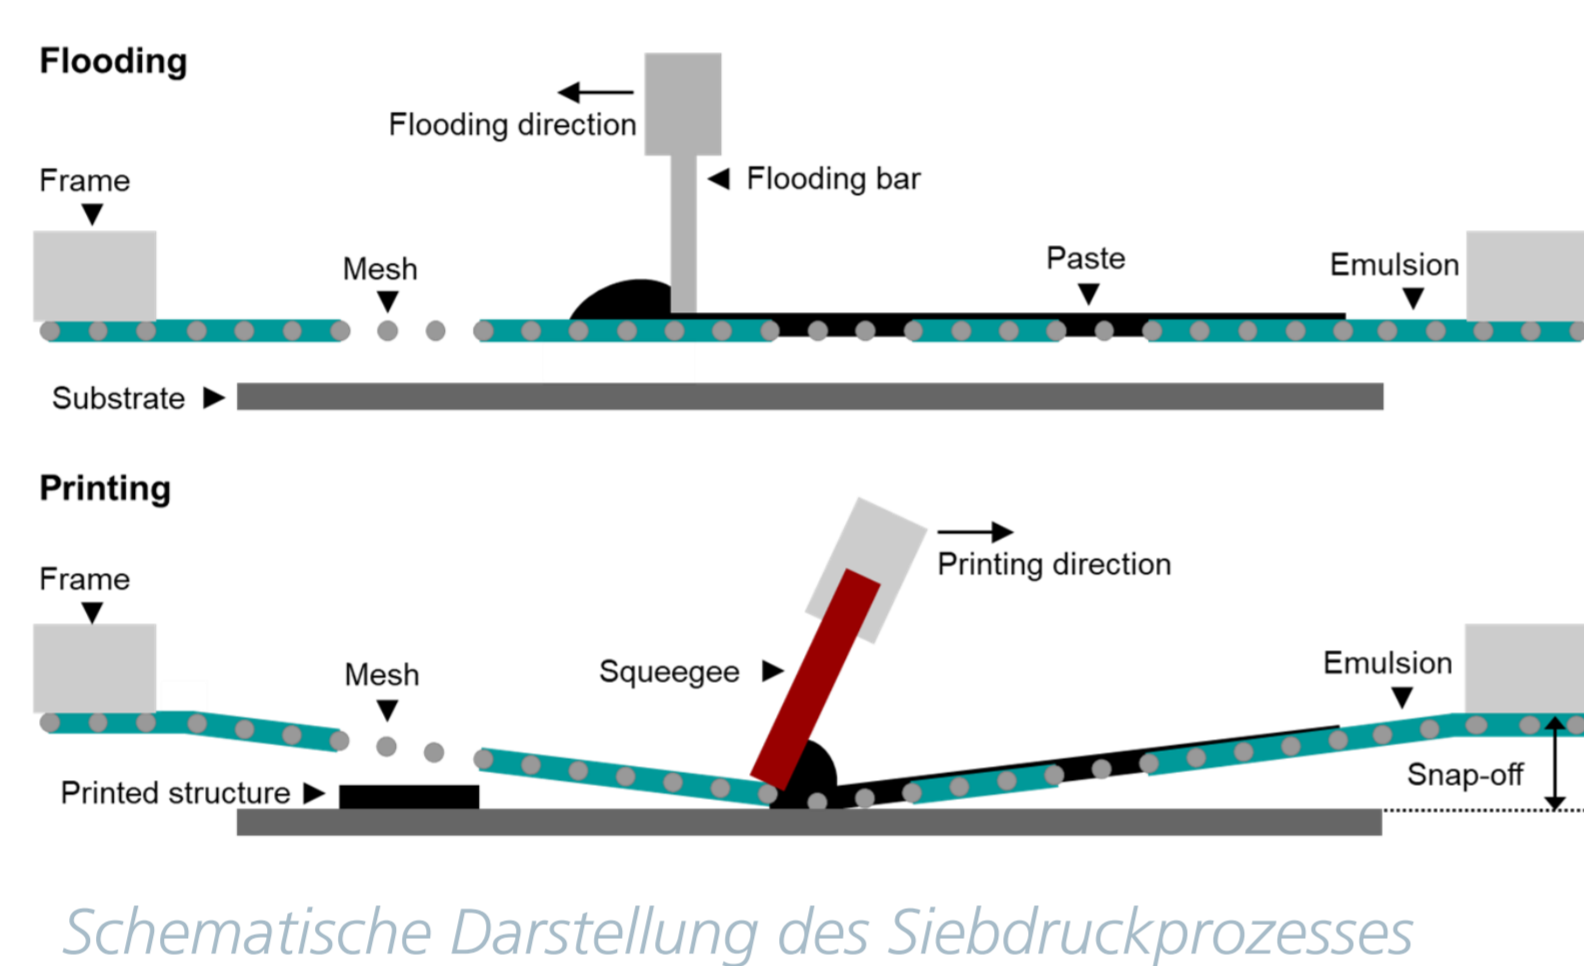 Flooding
Flooding direction
Frame
Flooding bar
Mesh
Paste
Emulsion
Substrate
Printing
Printing direction
Frame
Squeegee
Emulsion
Mesh
Snap-off
Printed structure
Schematische Darstellung des Siebdruckprozesses